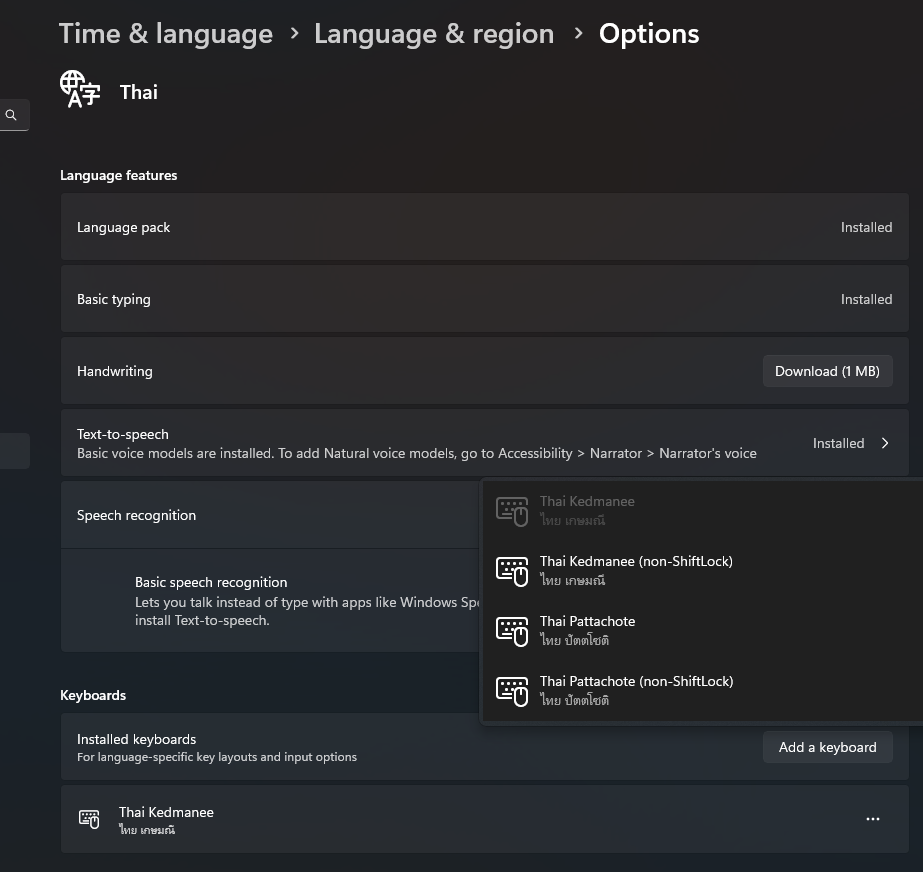 Time & language > Language & region > Options
Thai
Language features
Language pack Installed
Basic typing Installed
Handwriting Download (1 MB)
Text-to-speech
Basic voice models are installed. To add Natural voice models, go to Accessibility > Narrator > Narrator's voice
Installed
Speech recognition
Basic speech recognition
Lets you talk instead of type with apps like Windows Spe
install Text-to-speech.
Thai Kedmanee
ไทย เกษมณี
Thai Kedmanee (non-ShiftLock)
ไทย เกษมณี
Thai Pattachote
ไทย ปัตตโชติ
Thai Pattachote (non-ShiftLock)
ไทย ปัตตโชติ
Keyboards
Installed keyboards
For language-specific key layouts and input options
Add a keyboard
Thai Kedmanee
ไทย เกษมณี